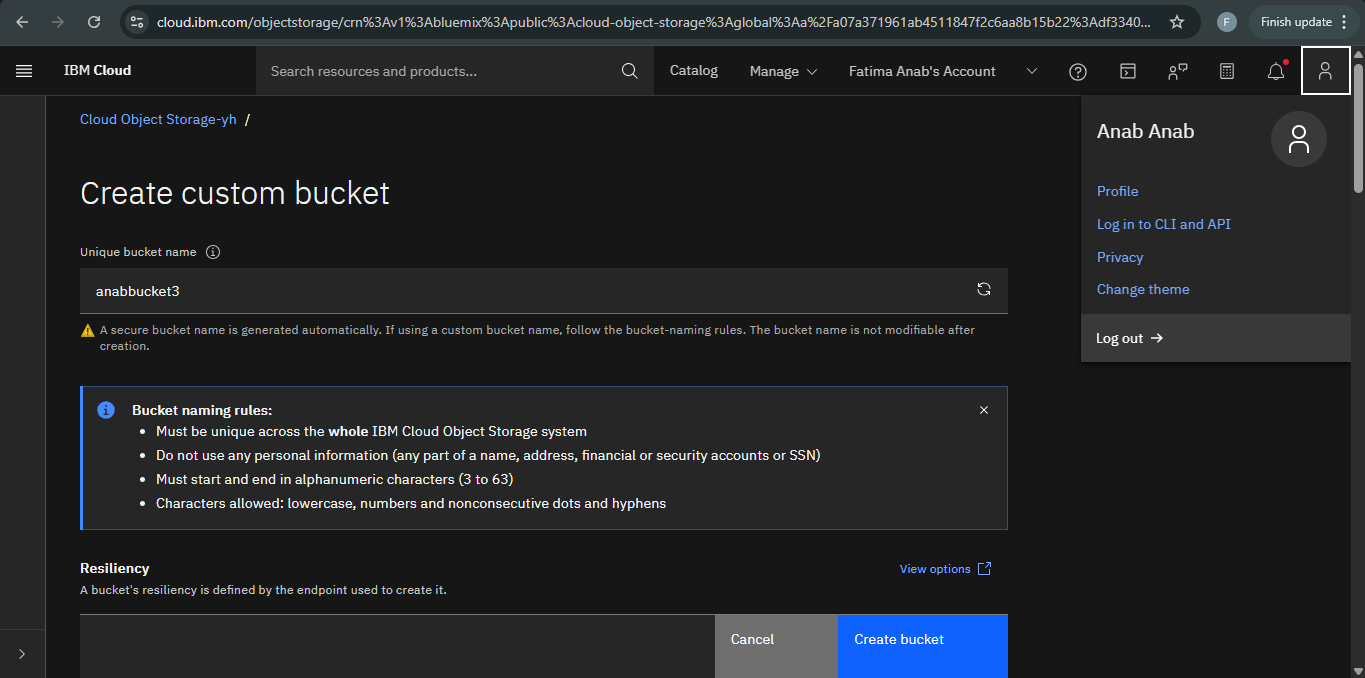 cloud.ibm.com/objectstorage/crn%3Av1%3Abluemix%3Apublic%3Acloud-object-storage%3Aglobal%3Aa%2Fa07a371961ab4511847f2c6aa8b15b22%3Adf3340...
F
Finish update
IBM Cloud
Search resources and products...
Catalog
Manage
Fatima Anab's Account
Cloud Object Storage-yh /
Anab Anab
Profile
Log in to CLI and API
Privacy
Change theme
Log out →
Create custom bucket
Unique bucket name
anabbucket3
A secure bucket name is generated automatically. If using a custom bucket name, follow the bucket-naming rules. The bucket name is not modifiable after
creation.
Bucket naming rules:
• Must be unique across the whole IBM Cloud Object Storage system
• Do not use any personal information (any part of a name, address, financial or security accounts or SSN)
• Must start and end in alphanumeric characters (3 to 63)
• Characters allowed: lowercase, numbers and nonconsecutive dots and hyphens
Resiliency
View options
A bucket's resiliency is defined by the endpoint used to create it.
Cancel
Create bucket